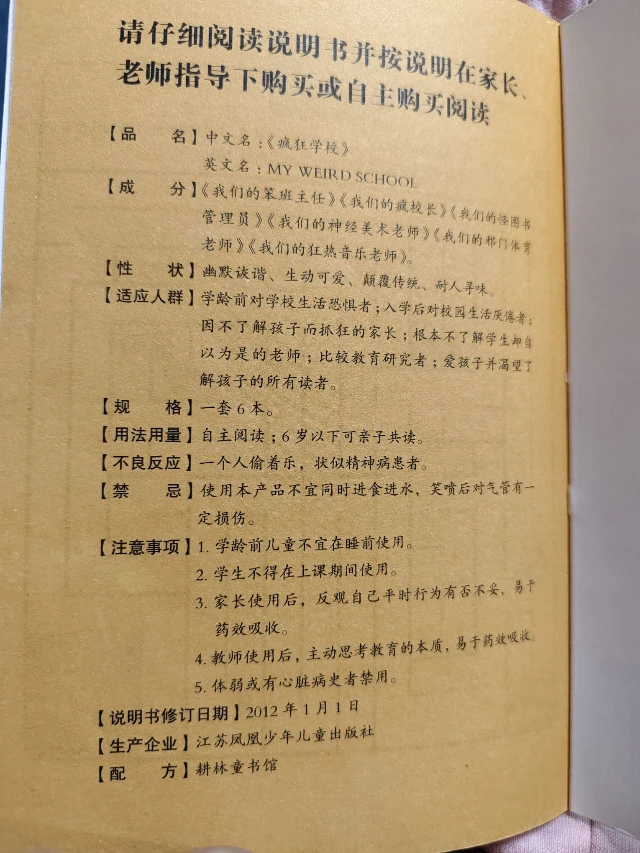 请仔细阅读说明书并按说明在家长、
老师指导下购买或自主购买阅读
【品　　名】中文名：《疯狂学校》
英文名：MY WEIRD SCHOOL
【成　　分】《我们的笨班主任》《我们的疯校长》《我们的怪图书
管理员》《我们的神经美术老师》《我们的邪门体育
老师》《我们的狂热音乐老师》。
【性　　状】幽默诙谐、生动可爱、颠覆传统、耐人寻味。
【适应人群】学龄前对学校生活恐惧者；入学后对校园生活厌倦者；
因不了解孩子而抓狂的家长；根本不了解学生却自
以为是的老师；比较教育研究者；爱孩子并渴望了
解孩子的所有读者。
【规　　格】一套6本。
【用法用量】自主阅读；6岁以下可亲子共读。
【不良反应】一个人偷着乐，状似精神病患者。
【禁　　忌】使用本产品不宜同时进食进水，笑喷后对气管有一
定损伤。
【注意事项】1. 学龄前儿童不宜在睡前使用。
2. 学生不得在上课期间使用。
3. 家长使用后，反观自己平时行为有否不妥，易于
药效吸收。
4. 教师使用后，主动思考教育的本质，易于药效吸收。
5. 体弱或有心脏病史者禁用。
【说明书修订日期】2012年1月1日
【生产企业】江苏凤凰少年儿童出版社
【配　　方】耕林童书馆